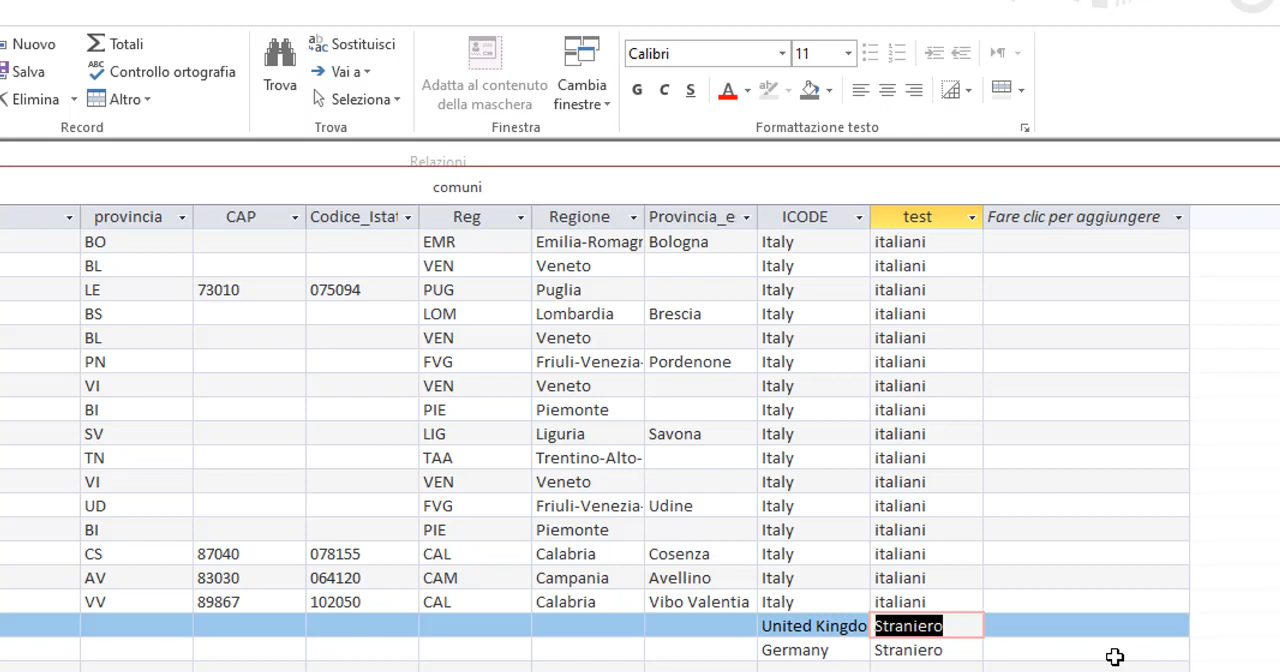 Nuovo Totali Sostituisci
Salva Controllo ortografia Trova Vai a Adatta al contenuto Cambia Calibri 11
Elimina Altro Seleziona della maschera finestre G C S A
Record Trova Finestra Formattazione testo
Relazioni
comuni
provincia CAP Codice_Istat Reg Regione Provincia_e ICODE test Fare clic per aggiungere
BO EMR Emilia-Romagr Bologna Italy italiani
BL VEN Veneto Italy italiani
LE 73010 075094 PUG Puglia Italy italiani
BS LOM Lombardia Brescia Italy italiani
BL VEN Veneto Italy italiani
PN FVG Friuli-Venezia- Pordenone Italy italiani
VI VEN Veneto Italy italiani
BI PIE Piemonte Italy italiani
SV LIG Liguria Savona Italy italiani
TN TAA Trentino-Alto- Italy italiani
VI VEN Veneto Italy italiani
UD FVG Friuli-Venezia- Udine Italy italiani
BI PIE Piemonte Italy italiani
CS 87040 078155 CAL Calabria Cosenza Italy italiani
AV 83030 064120 CAM Campania Avellino Italy italiani
VV 89867 102050 CAL Calabria Vibo Valentia Italy italiani
United Kingdo Straniero
Germany Straniero